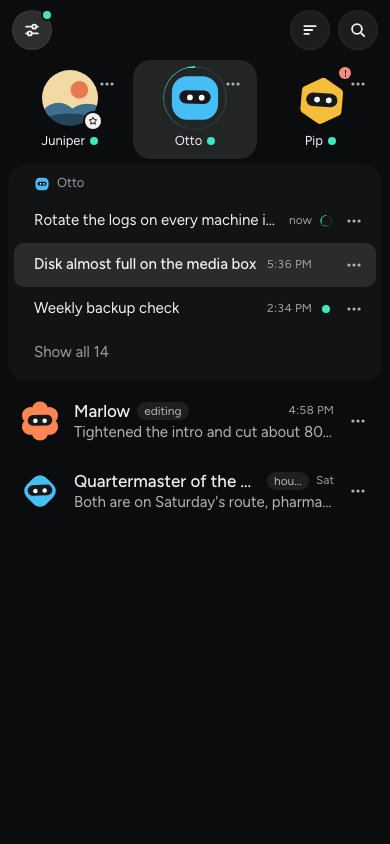 Juniper
Otto
Pip
Otto
Rotate the logs on every machine i... now
Disk almost full on the media box 5:36 PM
Weekly backup check 2:34 PM
Show all 14
Marlow editing 4:58 PM
Tightened the intro and cut about 80...
Quartermaster of the ... hou... Sat
Both are on Saturday's route, pharma...